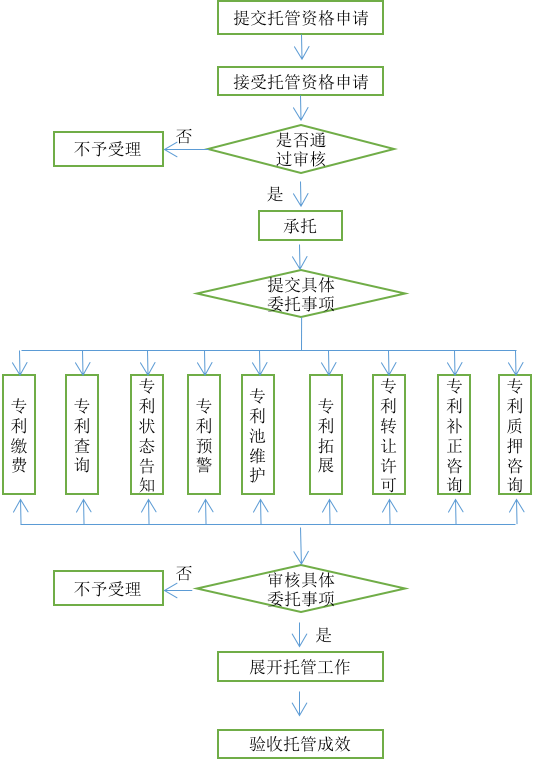 提交托管资格申请
接受托管资格申请
是否通
过审核
否
不予受理
是
承托
提交具体
委托事项
专利缴费
专利查询
专利状态告知
专利预警
专利池维护
专利拓展
专利转让许可
专利补正咨询
专利质押咨询
审核具体
委托事项
否
不予受理
是
展开托管工作
验收托管成效